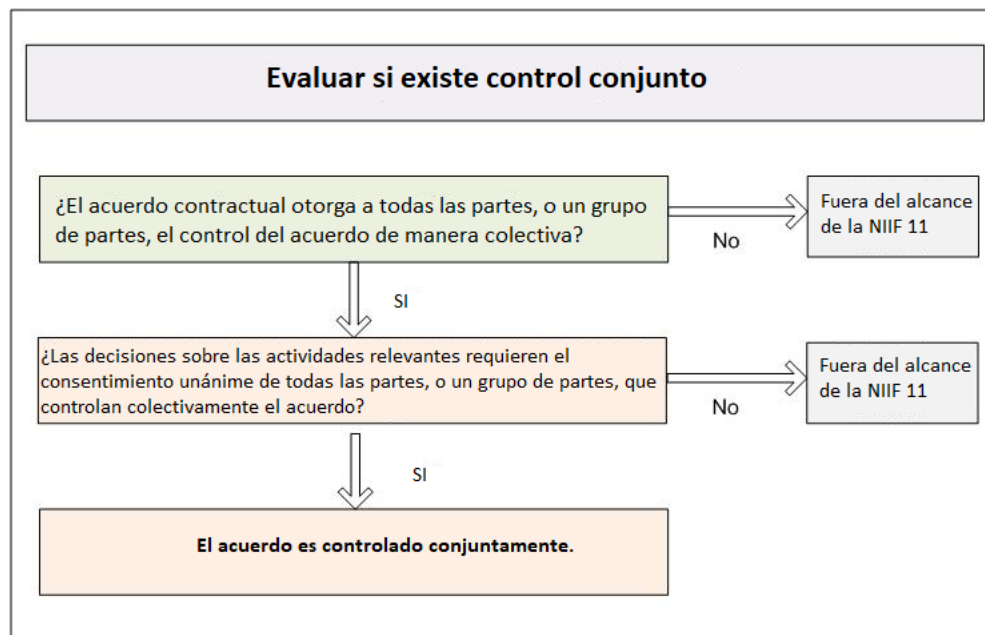 Evaluar si existe control conjunto
¿El acuerdo contractual otorga a todas las partes, o un grupo
de partes, el control del acuerdo de manera colectiva?
No
Fuera del alcance
de la NIIF 11
SI
¿Las decisiones sobre las actividades relevantes requieren el
consentimiento unánime de todas las partes, o un grupo de partes, que
controlan colectivamente el acuerdo?
No
Fuera del alcance
de la NIIF 11
SI
El acuerdo es controlado conjuntamente.